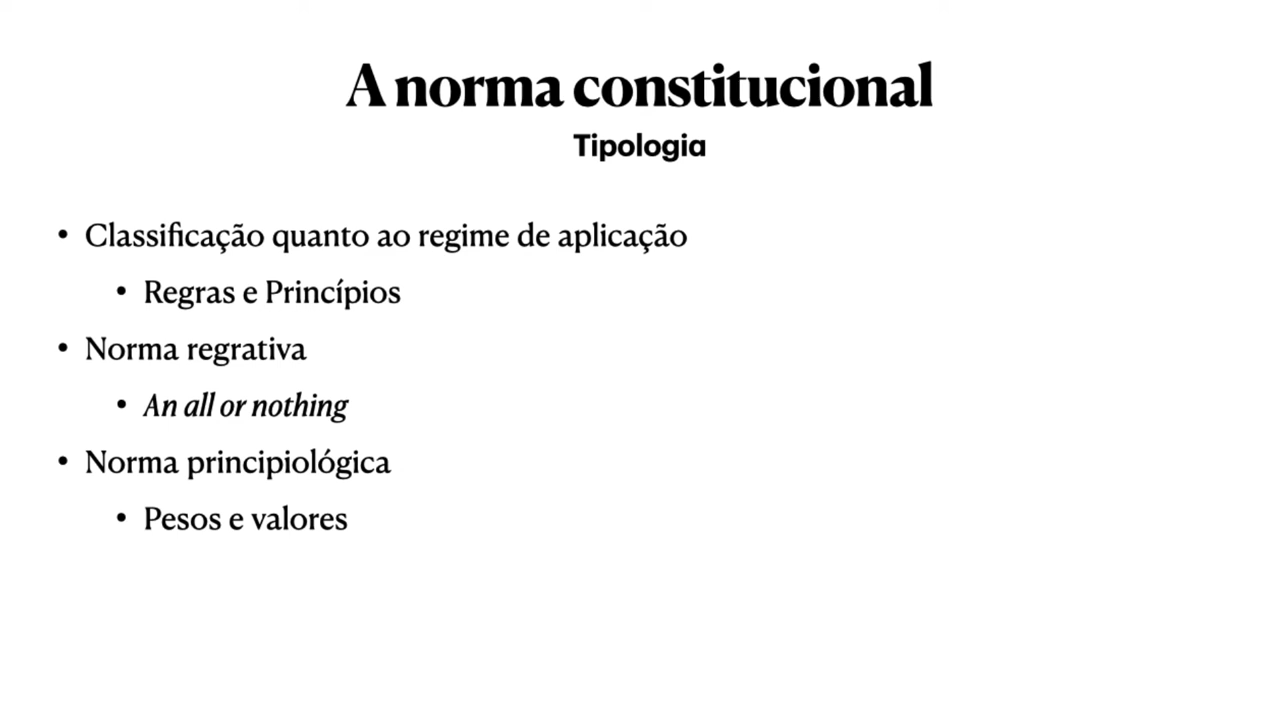 A norma constitucional
Tipologia
• Classificação quanto ao regime de aplicação
• Regras e Princípios
• Norma regrativa
• An all or nothing
• Norma principiológica
• Pesos e valores